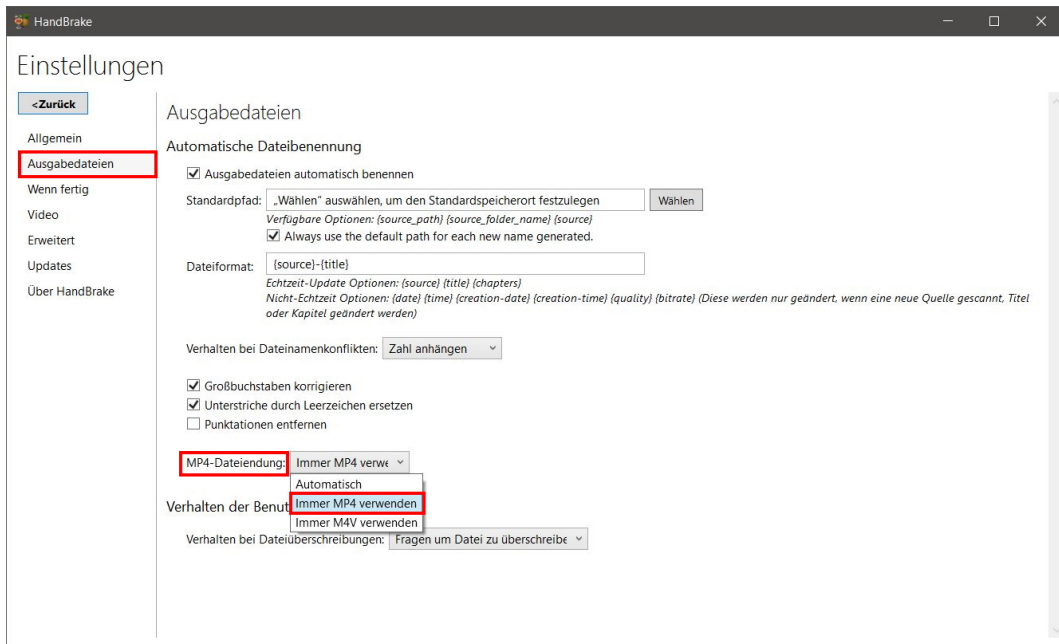 HandBrake
Einstellungen
<Zurück
Allgemein
Ausgabedateien
Wenn fertig
Video
Erweitert
Updates
Über HandBrake
Ausgabedateien
Automatische Dateibenennung
Ausgabedateien automatisch benennen
Standardpfad: „Wählen" auswählen, um den Standardspeicherort festzulegen Wählen
Verfügbare Optionen: {source_path} {source_folder_name} {source}
Always use the default path for each new name generated.
Dateiformat: {source}-{title}
Echtzeit-Update Optionen: {source} {title} {chapters}
Nicht-Echtzeit Optionen: {date} {time} {creation-date} {creation-time} {quality} {bitrate} (Diese werden nur geändert, wenn eine neue Quelle gescannt, Titel
oder Kapitel geändert werden)
Verhalten bei Dateinamenkonflikten: Zahl anhängen
Großbuchstaben korrigieren
Unterstriche durch Leerzeichen ersetzen
Punktationen entfernen
MP4-Dateiendung: Immer MP4 verwe
Automatisch
Immer MP4 verwenden
Immer M4V verwenden
Verhalten der Benut
Verhalten bei Dateiüberschreibungen: Fragen um Datei zu überschreibe